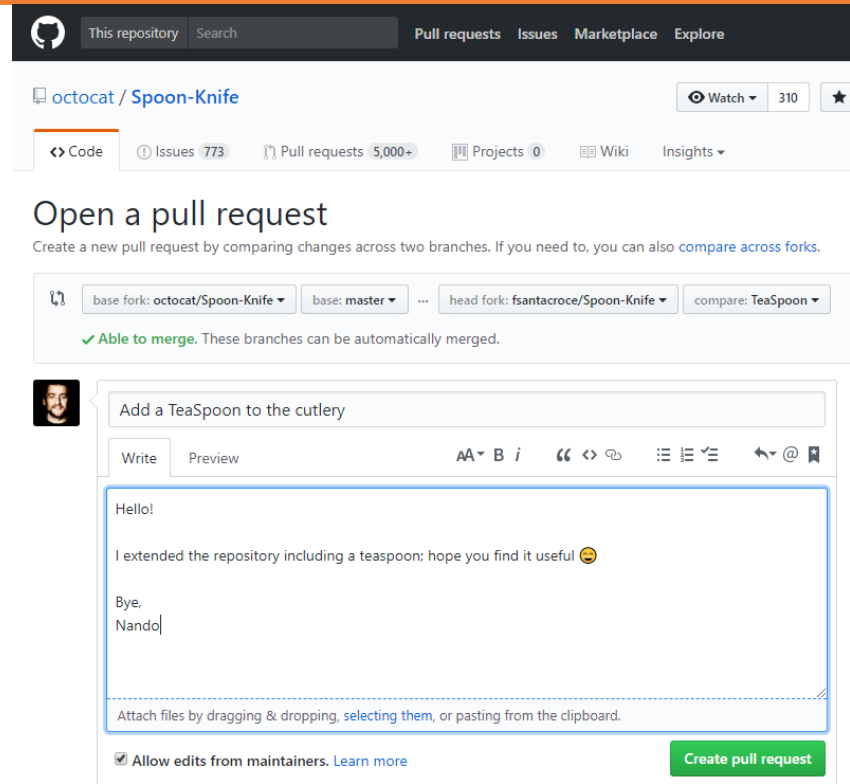 This repository Search Pull requests Issues Marketplace Explore
octocat / Spoon-Knife Watch 310
Code Issues 773 Pull requests 5,000+ Projects 0 Wiki Insights
Open a pull request
Create a new pull request by comparing changes across two branches. If you need to, you can also compare across forks.
base fork: octocat/Spoon-Knife base: master ... head fork: fsantacroce/Spoon-Knife compare: TeaSpoon
Able to merge. These branches can be automatically merged.
Add a TeaSpoon to the cutlery
Write Preview AA B i @
Hello!
I extended the repository including a teaspoon; hope you find it useful 😄
Bye,
Nando
Attach files by dragging & dropping, selecting them, or pasting from the clipboard.
Allow edits from maintainers. Learn more
Create pull request